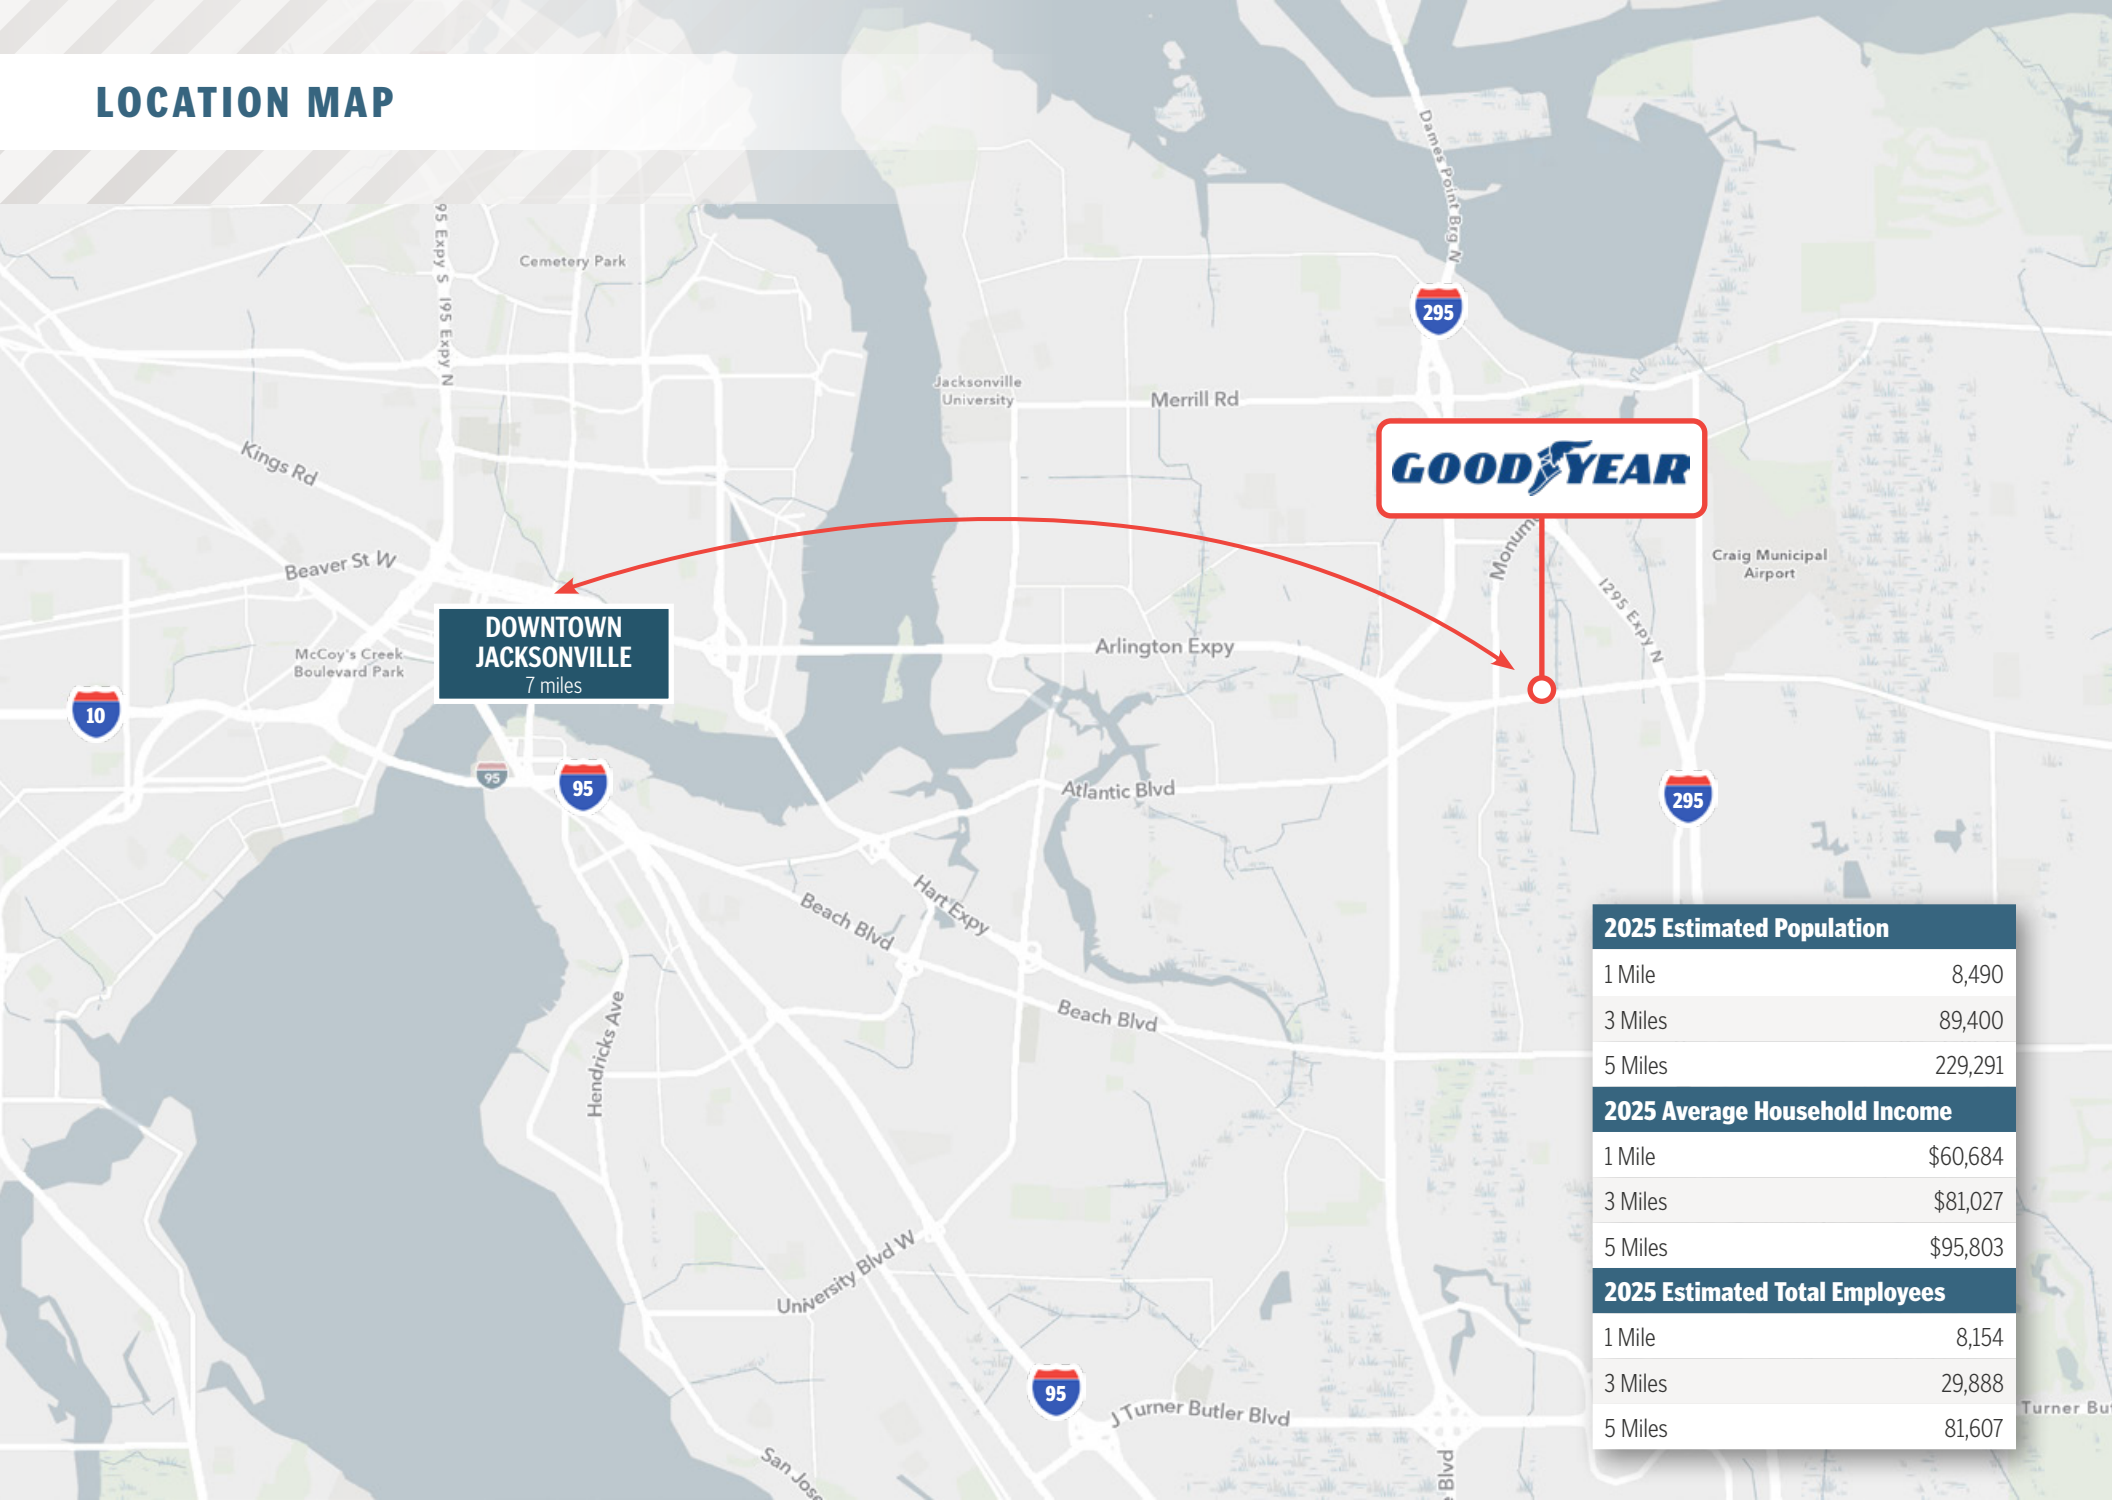 LOCATION MAP
95 Expy S
I95 Expy N
Cemetery Park
Dames Point Brg N
295
Jacksonville
University
Merrill Rd
GOODYEAR
Kings Rd
Beaver St W
Craig Municipal
Airport
I295 Expy N
DOWNTOWN
JACKSONVILLE
7 miles
McCoy's Creek
Boulevard Park
Arlington Expy
10
95
95
Atlantic Blvd
295
Hart Expy
Beach Blvd
Beach Blvd
Hendricks Ave
University Blvd W
95
J Turner Butler Blvd
Blvd
2025 Estimated Population
1 Mile 8,490
3 Miles 89,400
5 Miles 229,291
2025 Average Household Income
1 Mile $60,684
3 Miles $81,027
5 Miles $95,803
2025 Estimated Total Employees
1 Mile 8,154
3 Miles 29,888
5 Miles 81,607
Turner
San